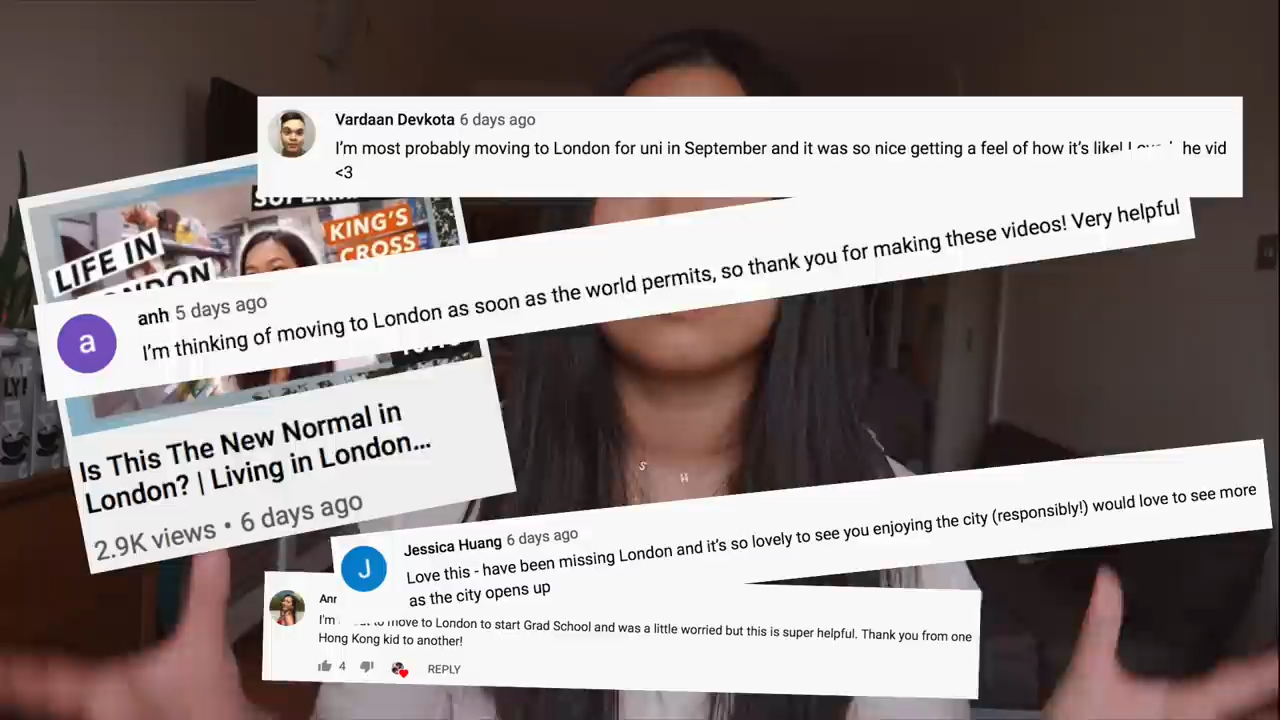 Vardaan Devkota 6 days ago
I'm most probably moving to London for uni in September and it was so nice getting a feel of how it's like! he vid
<3
KING'S
CROSS
LIFE IN
anh 5 days ago
a
I'm thinking of moving to London as soon as the world permits, so thank you for making these videos! Very helpful
LY!
Is This The New Normal in
London? | Living in London...
2.9K views • 6 days ago
S H
J
Jessica Huang 6 days ago
Love this - have been missing London and it's so lovely to see you enjoying the city (responsibly!) would love to see more
as the city opens up
I'm move to London to start Grad School and was a little worried but this is super helpful. Thank you from one
Hong Kong kid to another!
4 REPLY